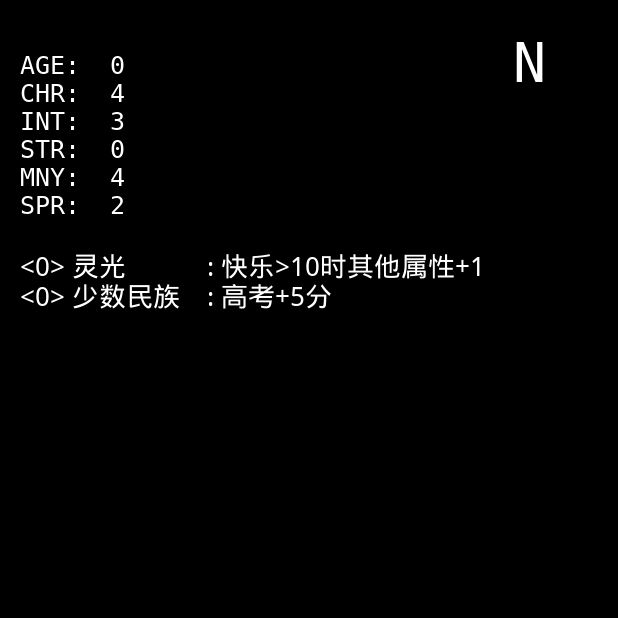 N
AGE: 0
CHR: 4
INT: 3
STR: 0
MNY: 4
SPR: 2
<0> 灵光 : 快乐>10时其他属性+1
<0> 少数民族 : 高考+5分